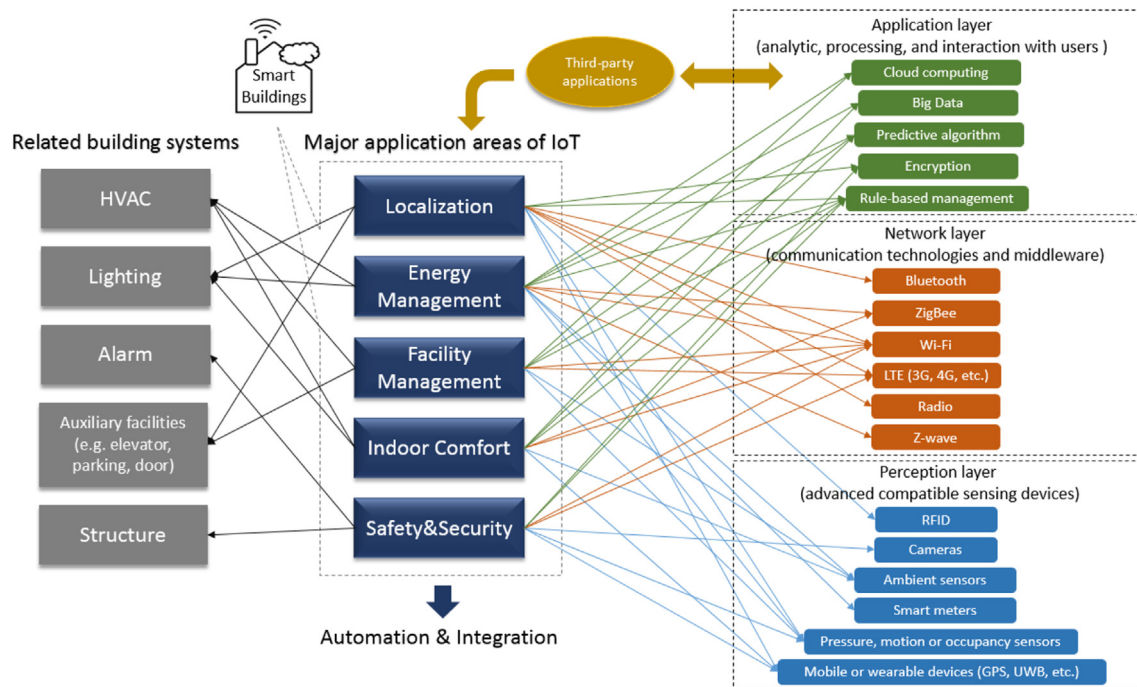 Smart
Buildings
Third-party
applications
Related building systems
HVAC
Lighting
Alarm
Auxiliary facilities
(e.g. elevator,
parking, door)
Structure
Major application areas of IoT
Localization
Energy
Management
Facility
Management
Indoor Comfort
Safety&Security
Automation & Integration
Application layer
(analytic, processing, and interaction with users )
Cloud computing
Big Data
Predictive algorithm
Encryption
Rule-based management
Network layer
(communication technologies and middleware)
Bluetooth
ZigBee
Wi-Fi
LTE (3G, 4G, etc.)
Radio
Z-wave
Perception layer
(advanced compatible sensing devices)
RFID
Cameras
Ambient sensors
Smart meters
Pressure, motion or occupancy sensors
Mobile or wearable devices (GPS, UWB, etc.)